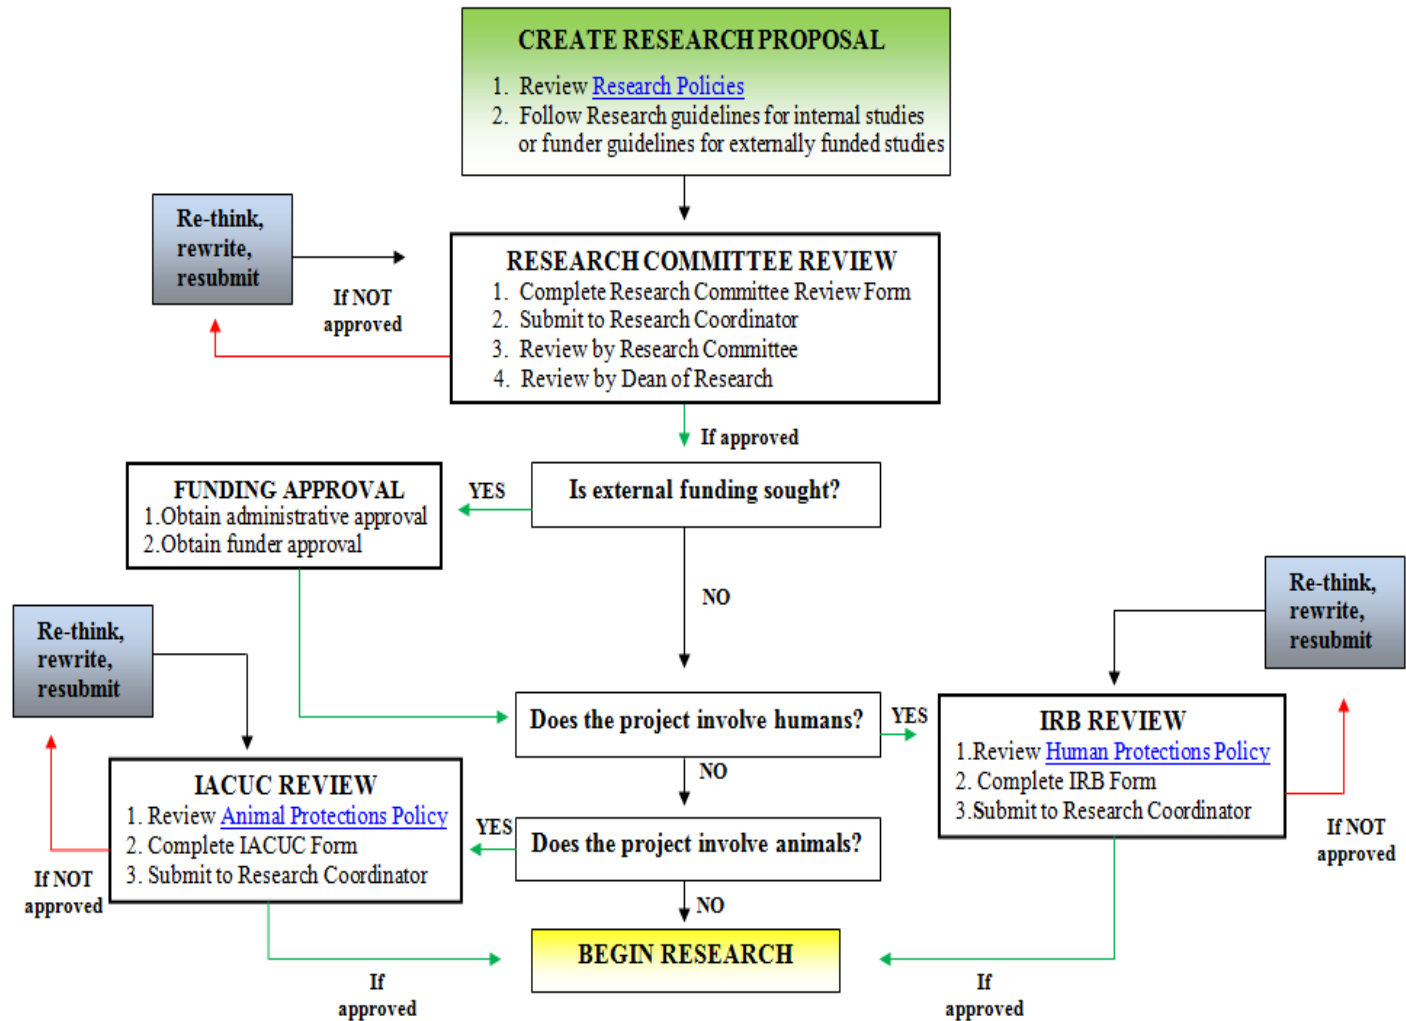 CREATE RESEARCH PROPOSAL
1. Review Research Policies
2. Follow Research guidelines for internal studies
or funder guidelines for externally funded studies
Re-think,
rewrite,
resubmit
If NOT
approved
RESEARCH COMMITTEE REVIEW
1. Complete Research Committee Review Form
2. Submit to Research Coordinator
3. Review by Research Committee
4. Review by Dean of Research
If approved
Is external funding sought?
YES
FUNDING APPROVAL
1.Obtain administrative approval
2.Obtain funder approval
NO
Re-think,
rewrite,
resubmit
Re-think,
rewrite,
resubmit
Does the project involve humans?
YES
IRB REVIEW
1.Review Human Protections Policy
2. Complete IRB Form
3.Submit to Research Coordinator
If NOT
approved
NO
Does the project involve animals?
YES
IACUC REVIEW
1. Review Animal Protections Policy
2. Complete IACUC Form
3. Submit to Research Coordinator
If NOT
approved
NO
BEGIN RESEARCH
If
approved
If
approved